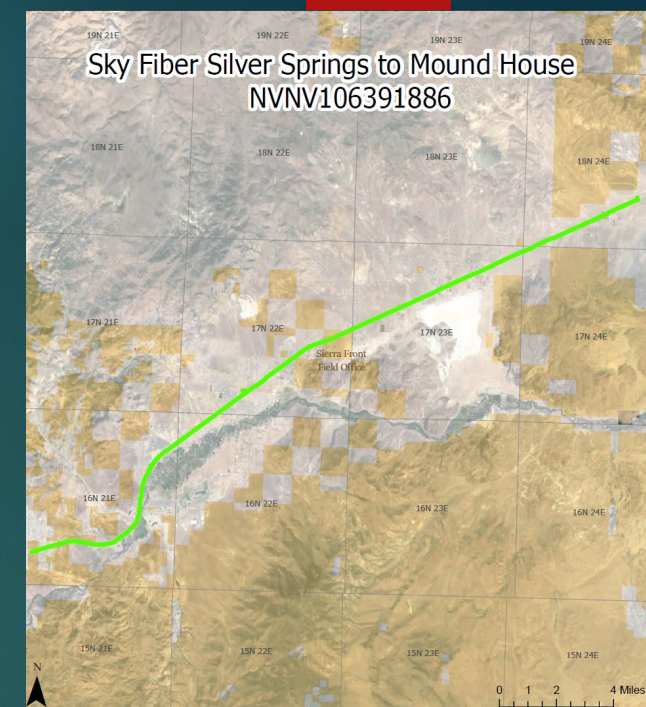 19N 21E
19N 22E
19N 23E
19N 24E
Sky Fiber Silver Springs to Mound House
NVNV106391886
18N 21E
18N 22E
18N 23E
18N 24E
17N 21E
17N 22E
17N 23E
17N 24E
Sierra Front
Field Office
16N 21E
16N 22E
16N 23E
16N 24E
15N 21E
15N 22E
15N 23E
15N 24E
N
0 1 2 4 Miles